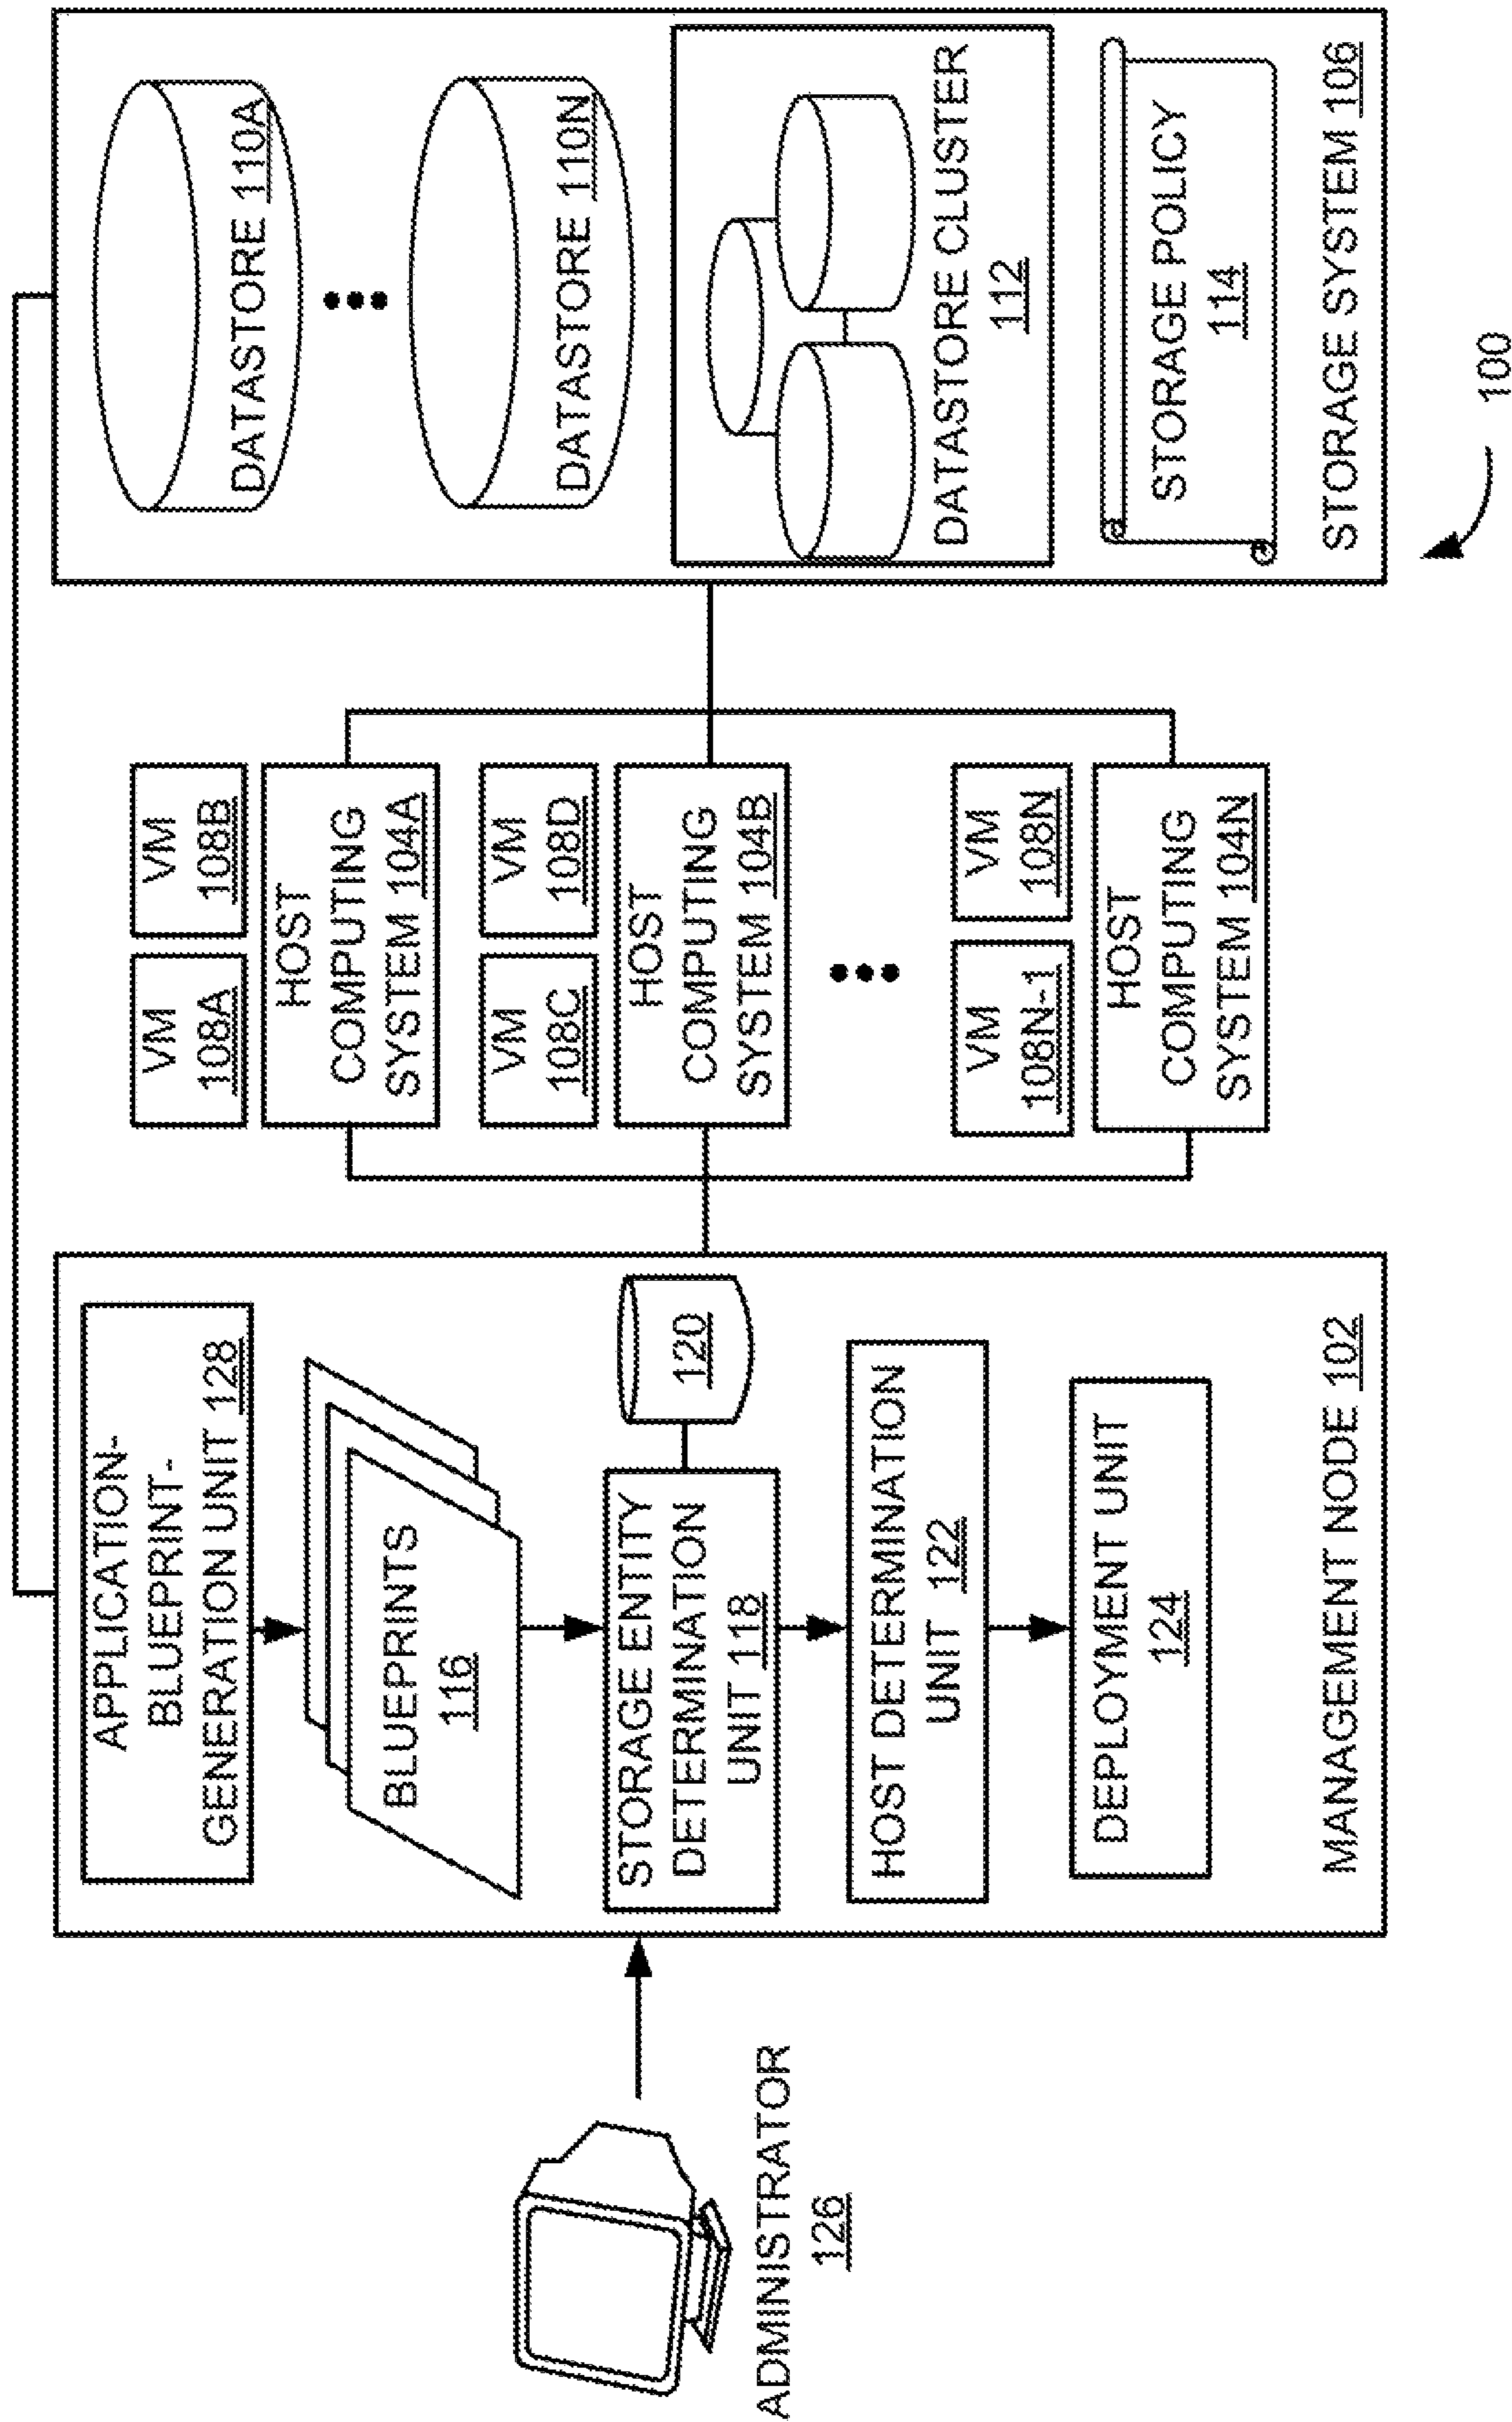 APPLICATION-
BLUEPRINT-
GENERATION UNIT 128
BLUEPRINTS
116
STORAGE ENTITY
DETERMINATION
UNIT 118
120
HOST DETERMINATION
UNIT 122
DEPLOYMENT UNIT
124
MANAGEMENT NODE 102
ADMINISTRATOR
126
VM
108A
VM
108B
HOST
COMPUTING
SYSTEM 104A
VM
108C
VM
108D
HOST
COMPUTING
SYSTEM 104B
VM
108N-1
VM
108N
HOST
COMPUTING
SYSTEM 104N
DATASTORE 110A
DATASTORE 110N
DATASTORE CLUSTER
112
STORAGE POLICY
114
STORAGE SYSTEM 106
100